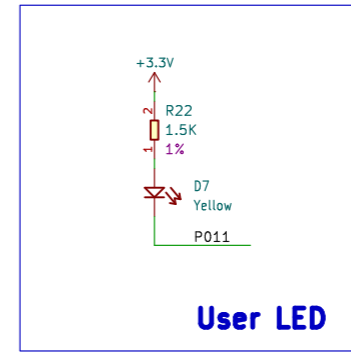 +3.3V
2
R22
1.5K
1
1%
D7
Yellow
P011
User LED